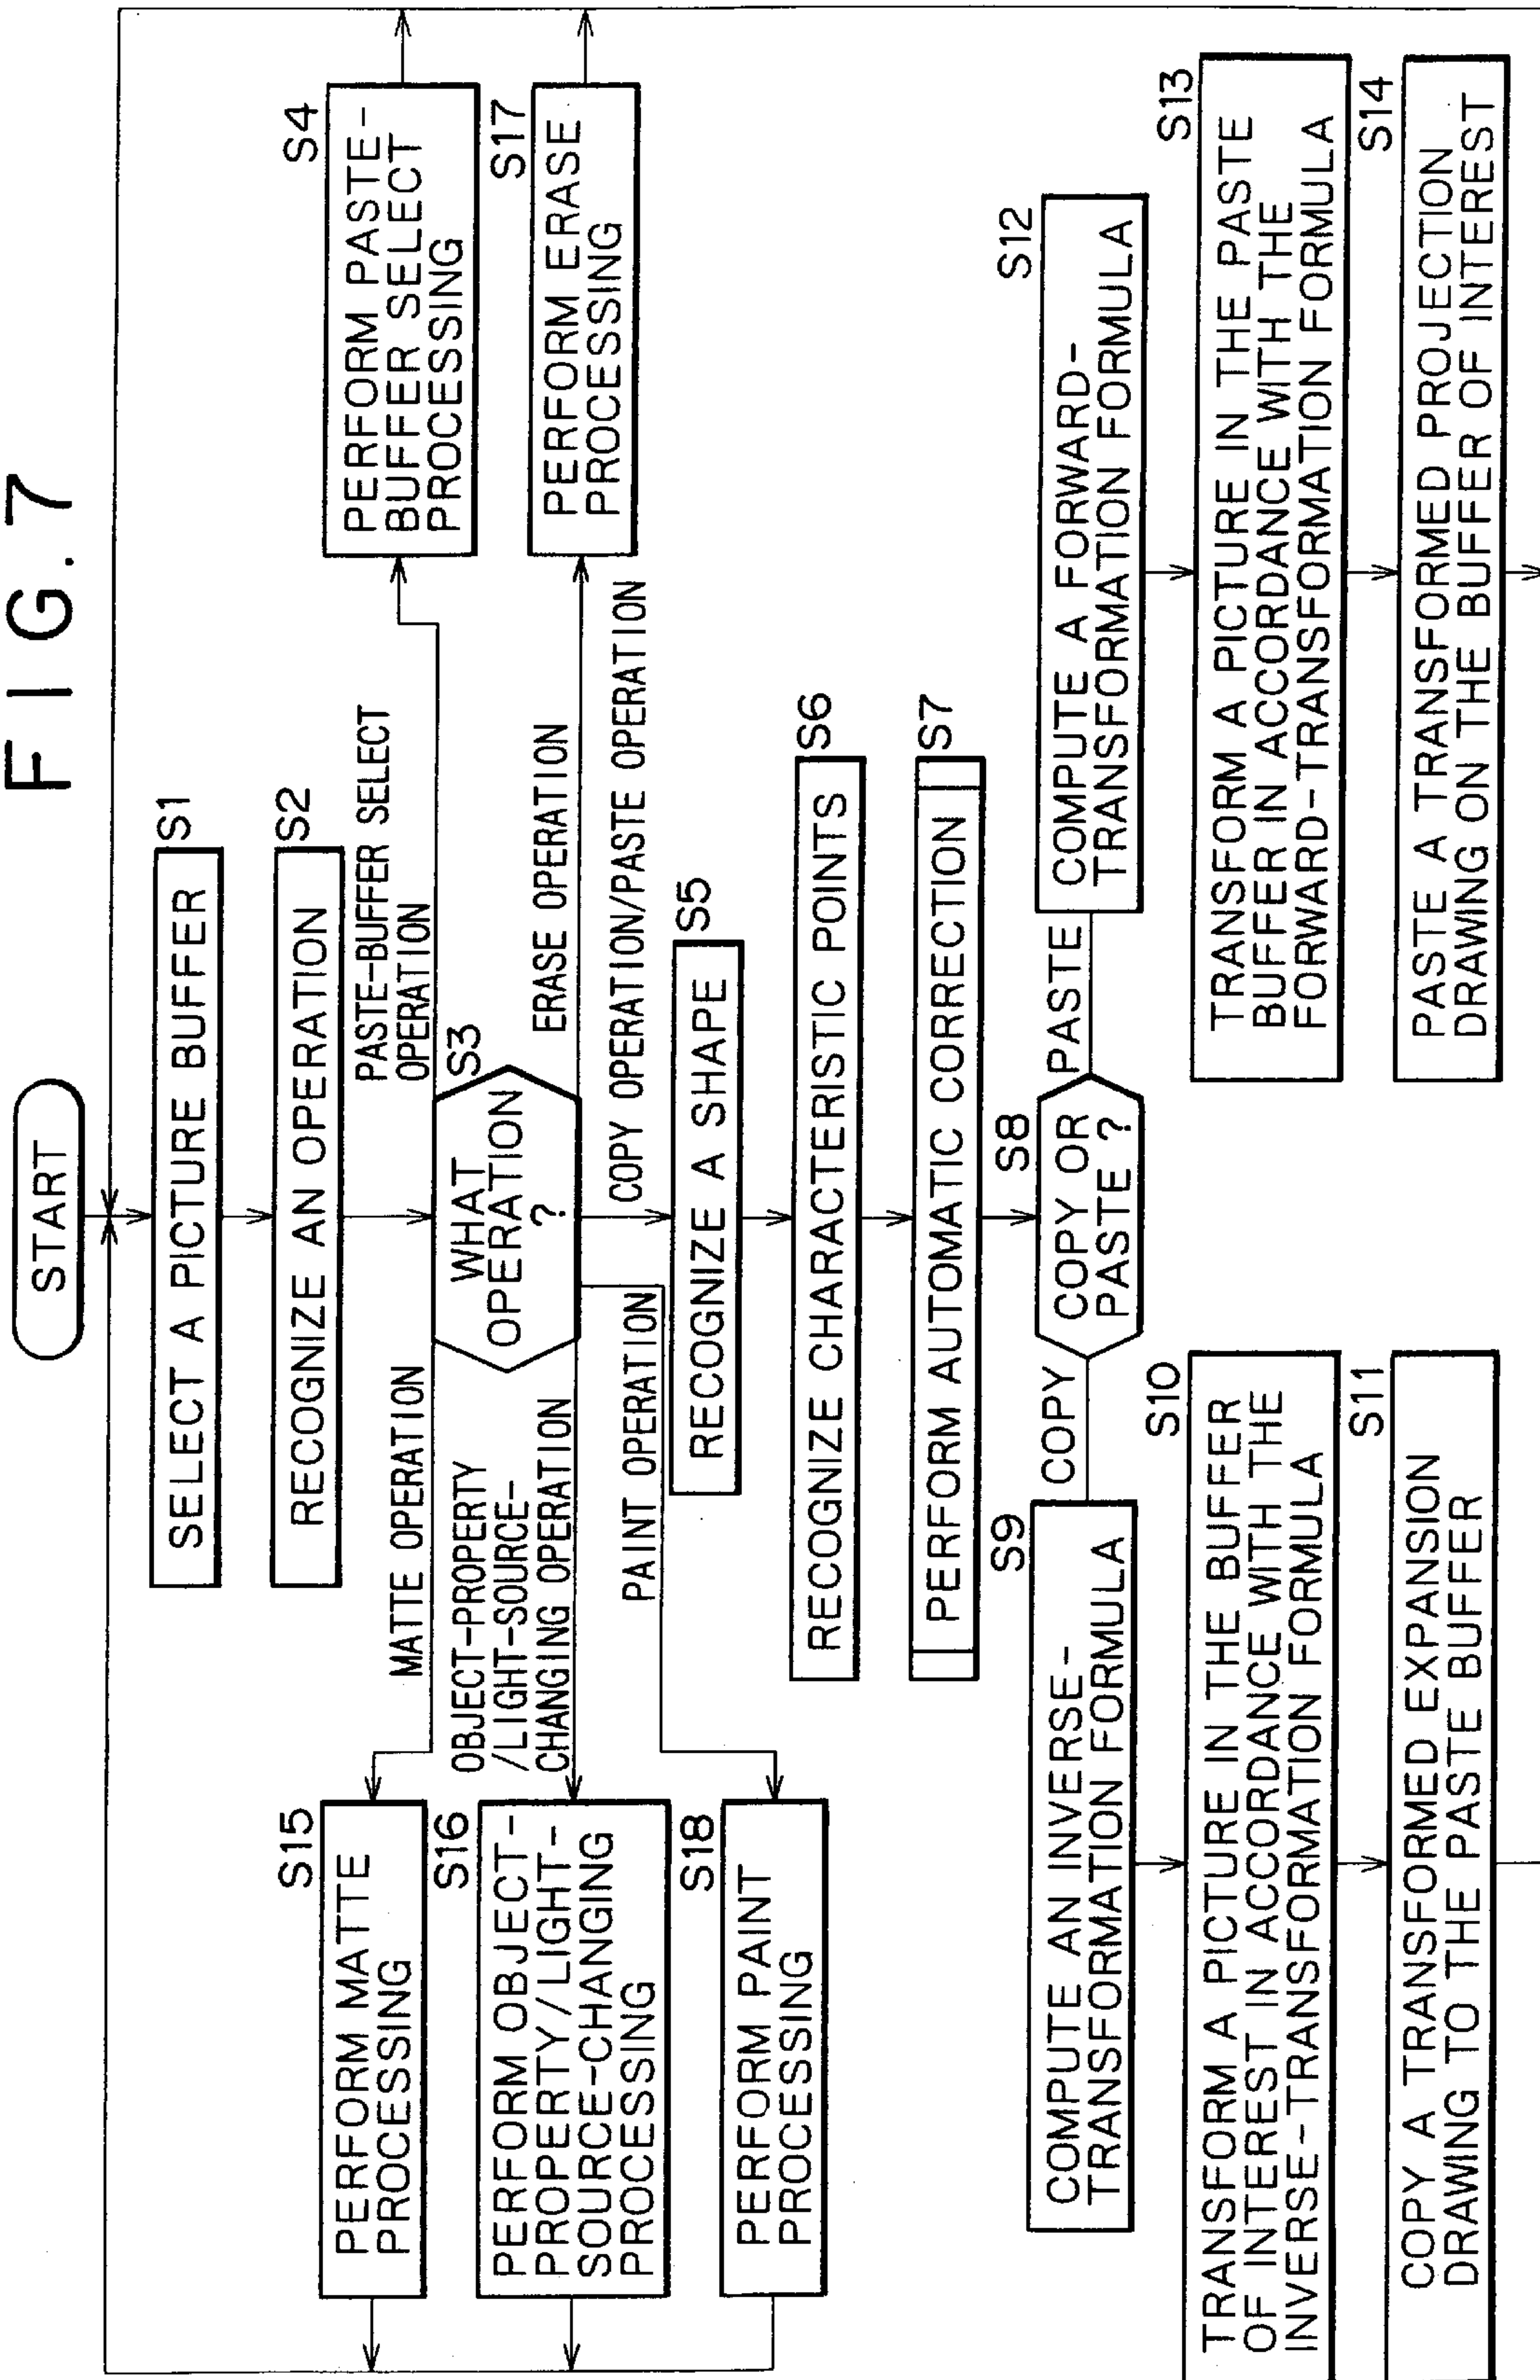 FIG.7
START
SELECT A PICTURE BUFFER
S1
RECOGNIZE AN OPERATION
S2
PASTE-BUFFER SELECT
OPERATION
WHAT
OPERATION
?
S3
MATTE OPERATION
OBJECT-PROPERTY
/LIGHT-SOURCE-
CHANGING OPERATION
PAINT OPERATION
ERASE OPERATION
COPY OPERATION/PASTE OPERATION
S4
PERFORM PASTE-
BUFFER SELECT
PROCESSING
S17
PERFORM ERASE
PROCESSING
S15
PERFORM MATTE
PROCESSING
S16
PERFORM OBJECT-
PROPERTY/LIGHT-
SOURCE-CHANGING
PROCESSING
S18
PERFORM PAINT
PROCESSING
RECOGNIZE A SHAPE
S5
RECOGNIZE CHARACTERISTIC POINTS
S6
PERFORM AUTOMATIC CORRECTION
S7
S8
COPY OR
PASTE ?
COPY
PASTE
S9
COMPUTE AN INVERSE-
TRANSFORMATION FORMULA
S10
TRANSFORM A PICTURE IN THE BUFFER
OF INTEREST IN ACCORDANCE WITH THE
INVERSE-TRANSFORMATION FORMULA
S11
COPY A TRANSFORMED EXPANSION
DRAWING TO THE PASTE BUFFER
S12
COMPUTE A FORWARD-
TRANSFORMATION FORMULA
S13
TRANSFORM A PICTURE IN THE PASTE
BUFFER IN ACCORDANCE WITH THE
FORWARD-TRANSFORMATION FORMULA
S14
PASTE A TRANSFORMED PROJECTION
DRAWING ON THE BUFFER OF INTEREST